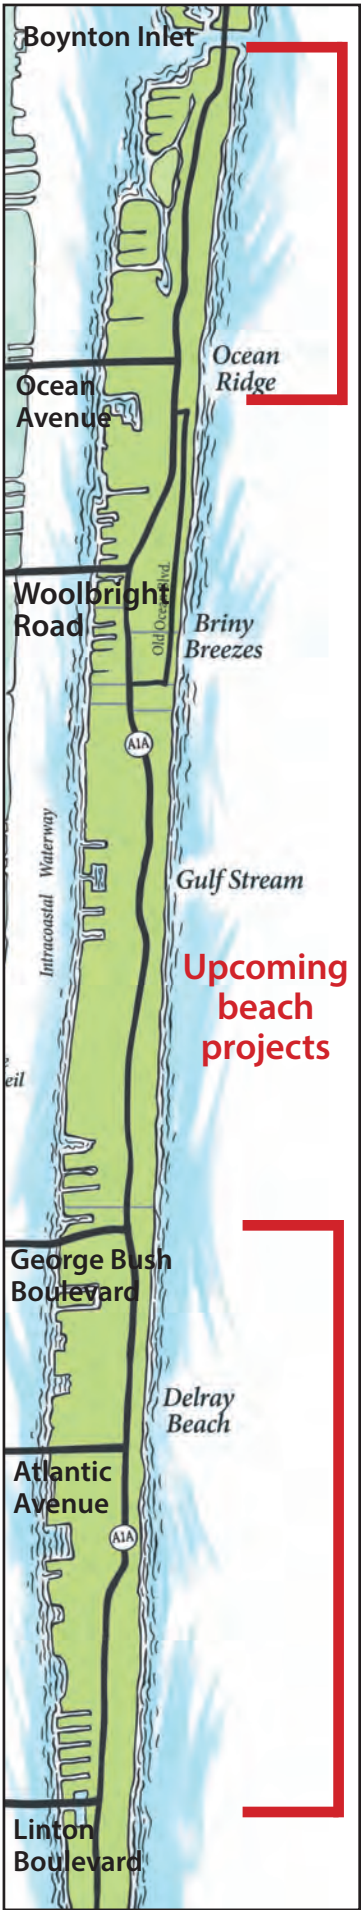 Boynton Inlet
Ocean
Ridge
Ocean
Avenue
Woolbright
Road
Old Ocean Blvd.
Briny
Breezes
A1A
Intracoastal Waterway
Gulf Stream
Upcoming
beach
projects
eil
George Bush
Boulevard
Delray
Beach
Atlantic
Avenue
A1A
Linton
Boulevard